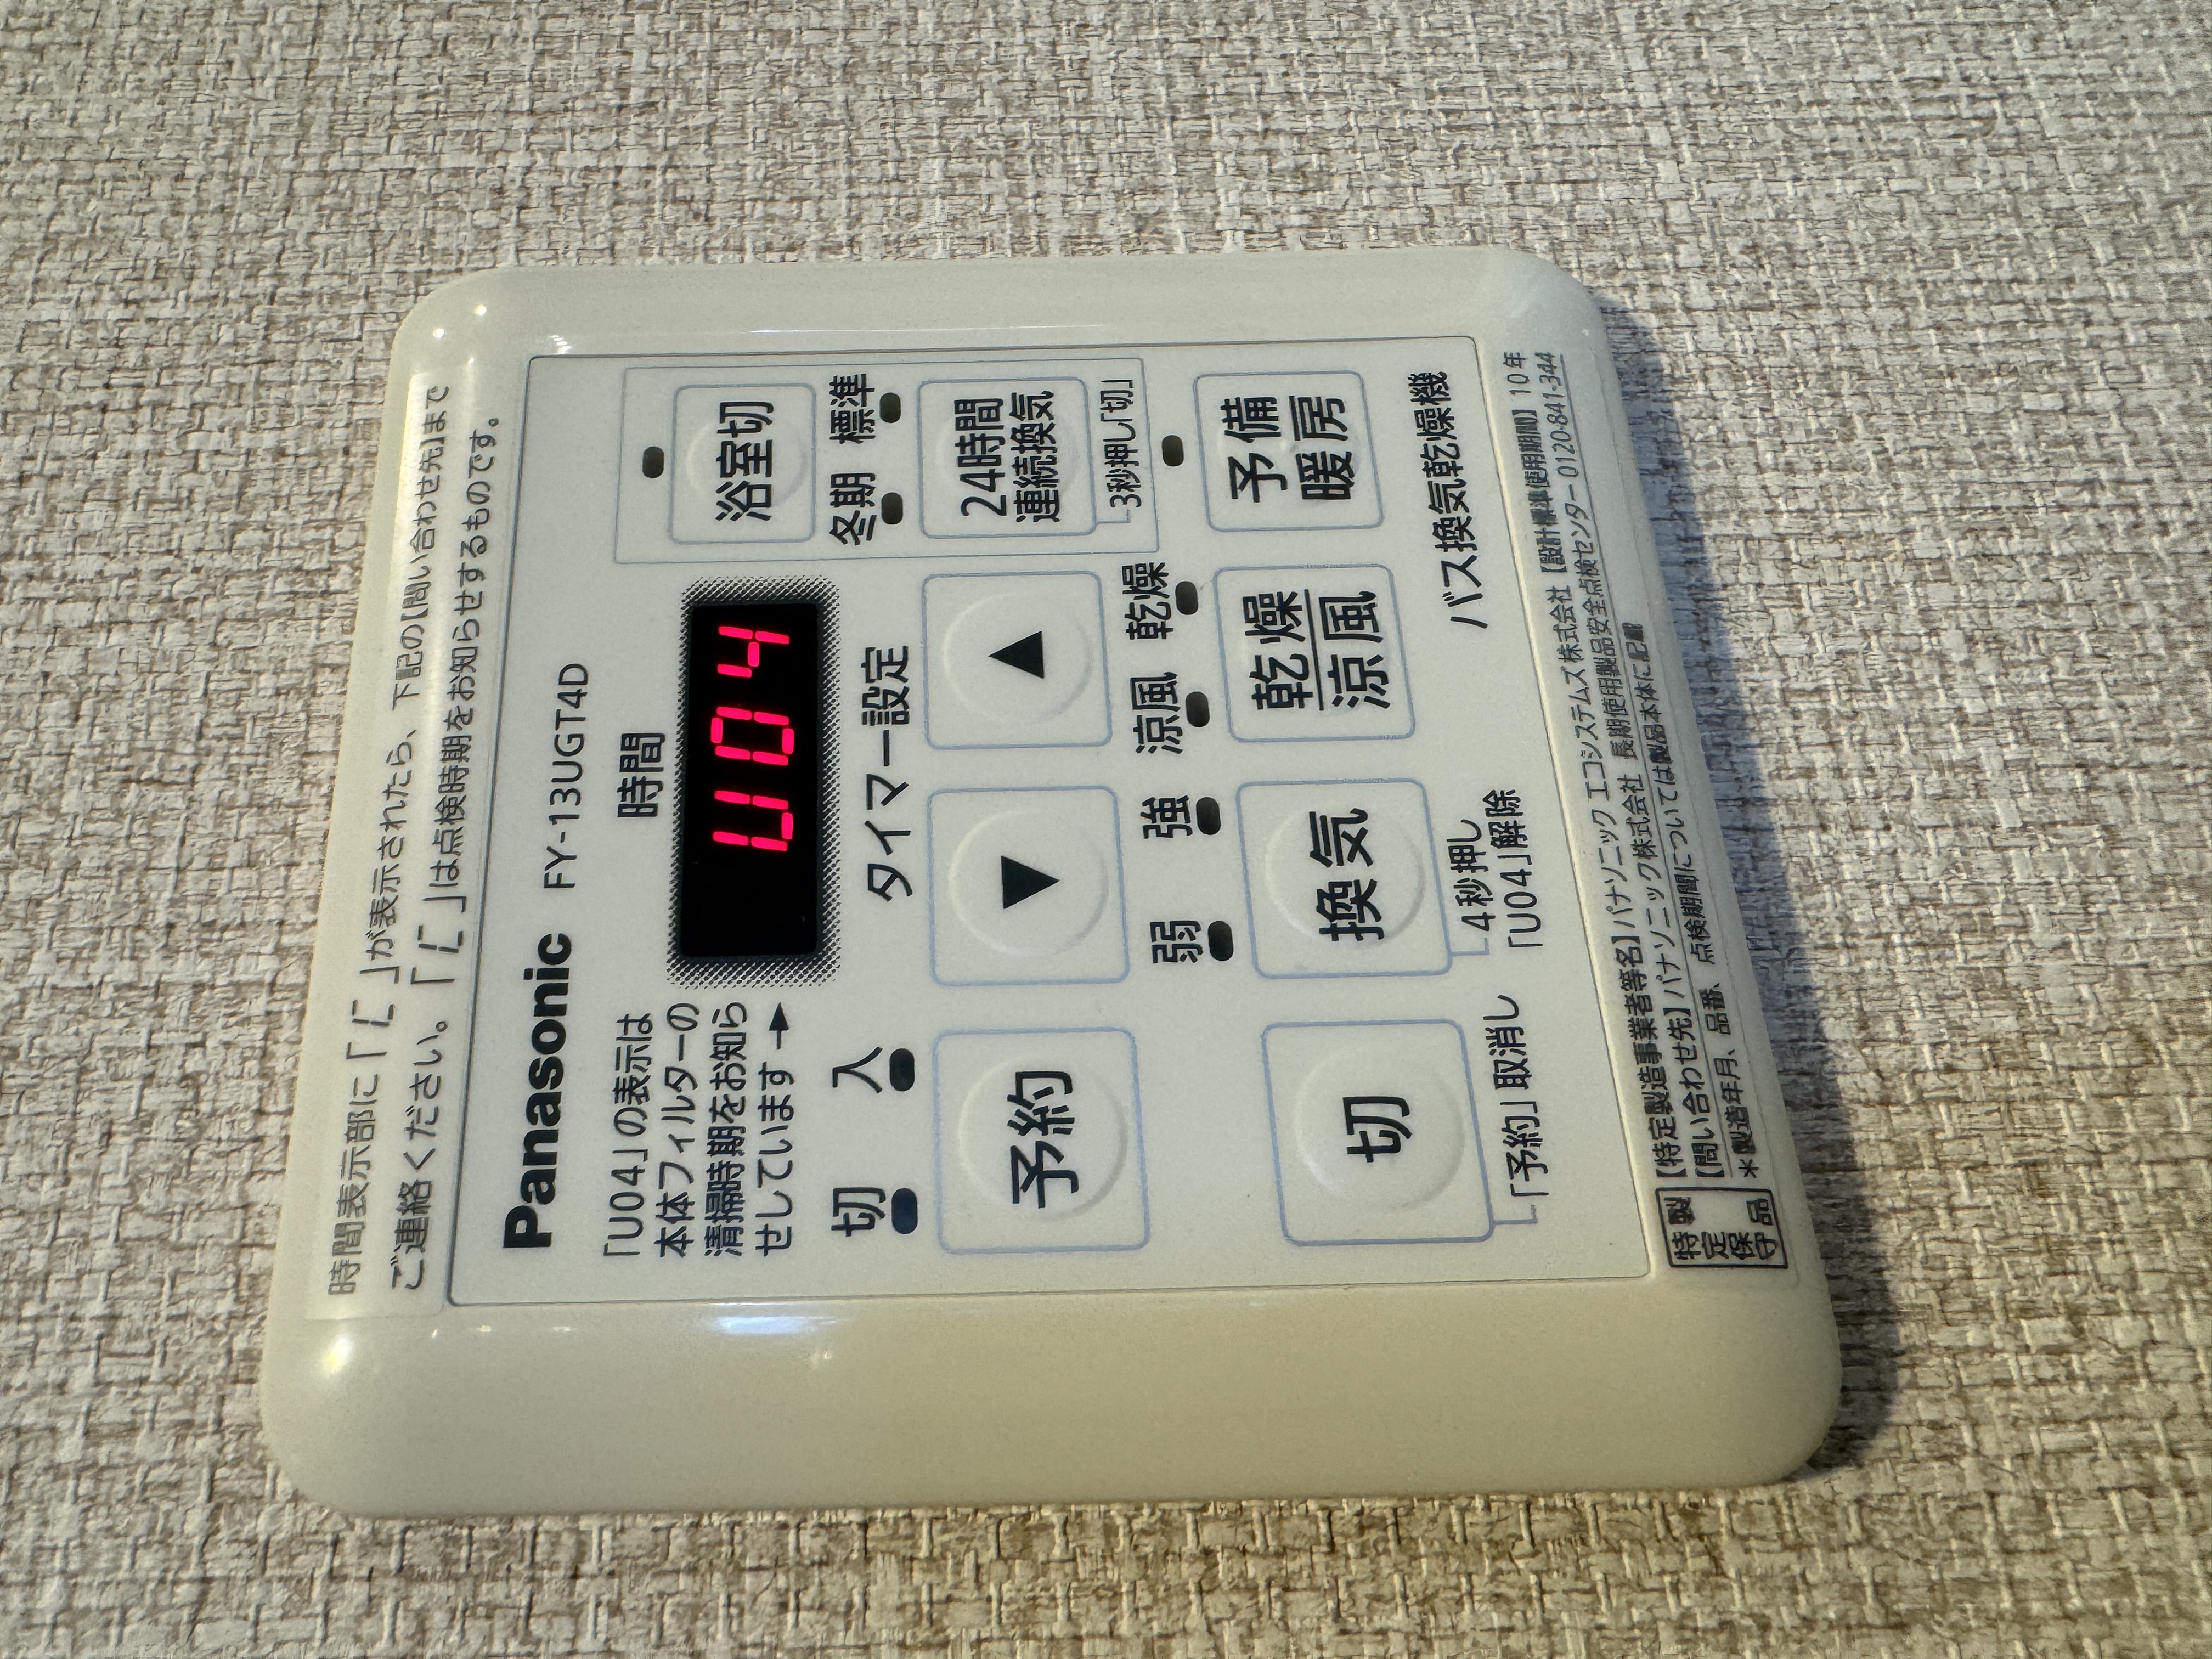 時間表示部に「 」が表示されたら、下記の【問い合わせ先】まで
ご連絡ください。「 」は点検時期をお知らせするものです。
Panasonic FY-13UGT4D
「U04」の表示は
本体フィルターの
清掃時期をお知ら
せしています→
時間
U04
浴室切
切 入
タイマー設定
冬期 標準
予約
▼
▲
24時間
連続換気
3秒押し「切」
弱 強
涼風 乾燥
切
換気
乾燥
涼風
予備
暖房
「予約」取消し
4秒押し
「U04」解除
バス換気乾燥機
特定
保守
製品
【特定製造事業者等名】パナソニック エコシステムズ株式会社 【設計標準使用期間】 10年
【問い合わせ先】パナソニック株式会社 長期使用製品安全点検センター 0120-841-344
*製造年月、品番、点検期間については製品本体に記載